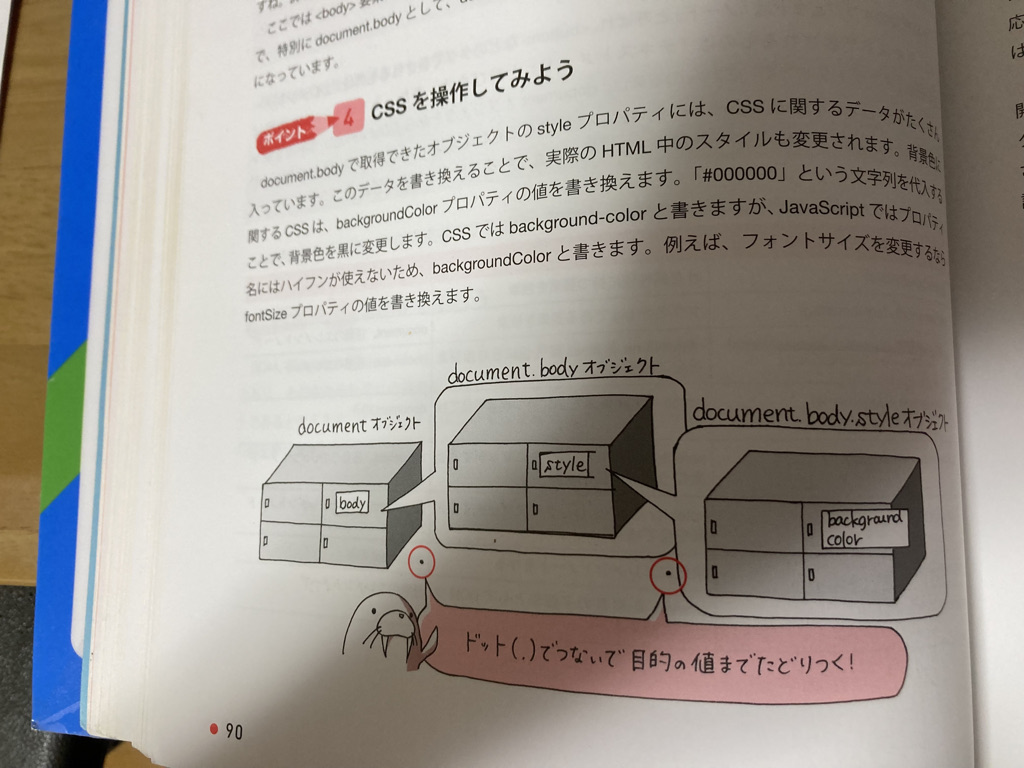 すね。
ここでは<body>要素
で、特別に document.body として、
になっています。
ポイント 4 CSS を操作してみよう
document.body で取得できたオブジェクトの style プロパティには、CSS に関するデータがたくさん
入っています。このデータを書き換えることで、実際の HTML 中のスタイルも変更されます。背景色に
関する CSS は、backgroundColor プロパティの値を書き換えます。「#000000」という文字列を代入する
ことで、背景色を黒に変更します。CSS では background-color と書きますが、JavaScript ではプロパティ
名にはハイフンが使えないため、backgroundColor と書きます。例えば、フォントサイズを変更するなら
fontSize プロパティの値を書き換えます。
document オブジェクト
body
document.body オブジェクト
style
document.body.style オブジェクト
background
color
ドット(.)でつないで目的の値までたどりつく!
90
応
は